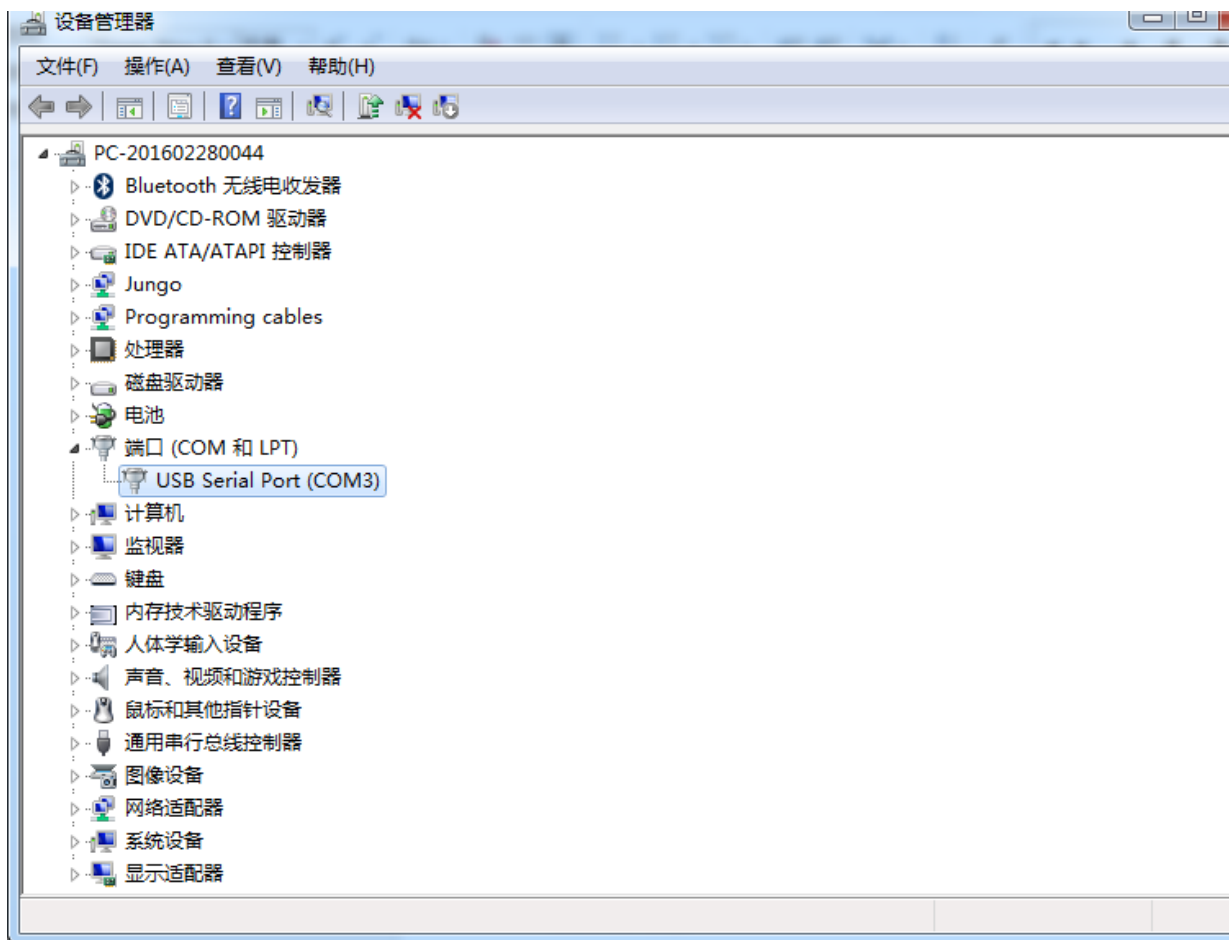 设备管理器
文件(F) 操作(A) 查看(V) 帮助(H)
PC-201602280044
Bluetooth 无线电收发器
DVD/CD-ROM 驱动器
IDE ATA/ATAPI 控制器
Jungo
Programming cables
处理器
磁盘驱动器
电池
端口 (COM 和 LPT)
USB Serial Port (COM3)
计算机
监视器
键盘
内存技术驱动程序
人体学输入设备
声音、视频和游戏控制器
鼠标和其他指针设备
通用串行总线控制器
图像设备
网络适配器
系统设备
显示适配器